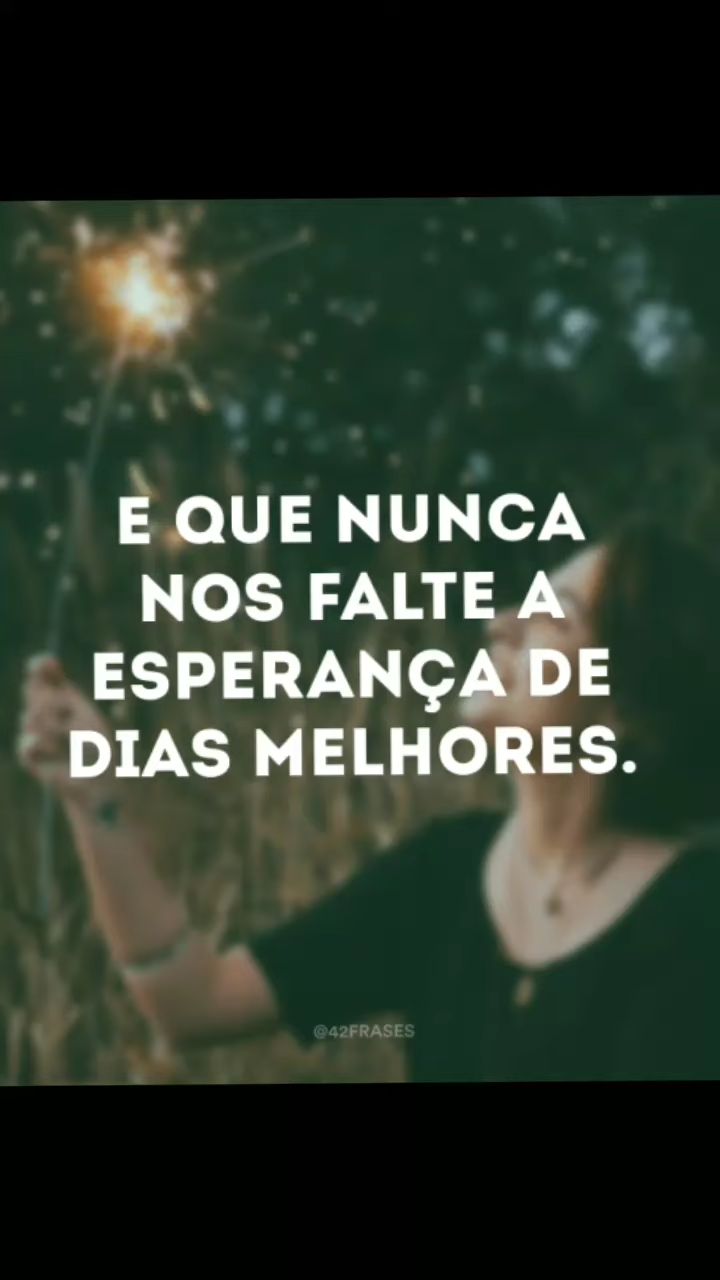 E QUE NUNCA
NOS FALTE A
ESPERANÇA DE
DIAS MELHORES.
@42FRASES